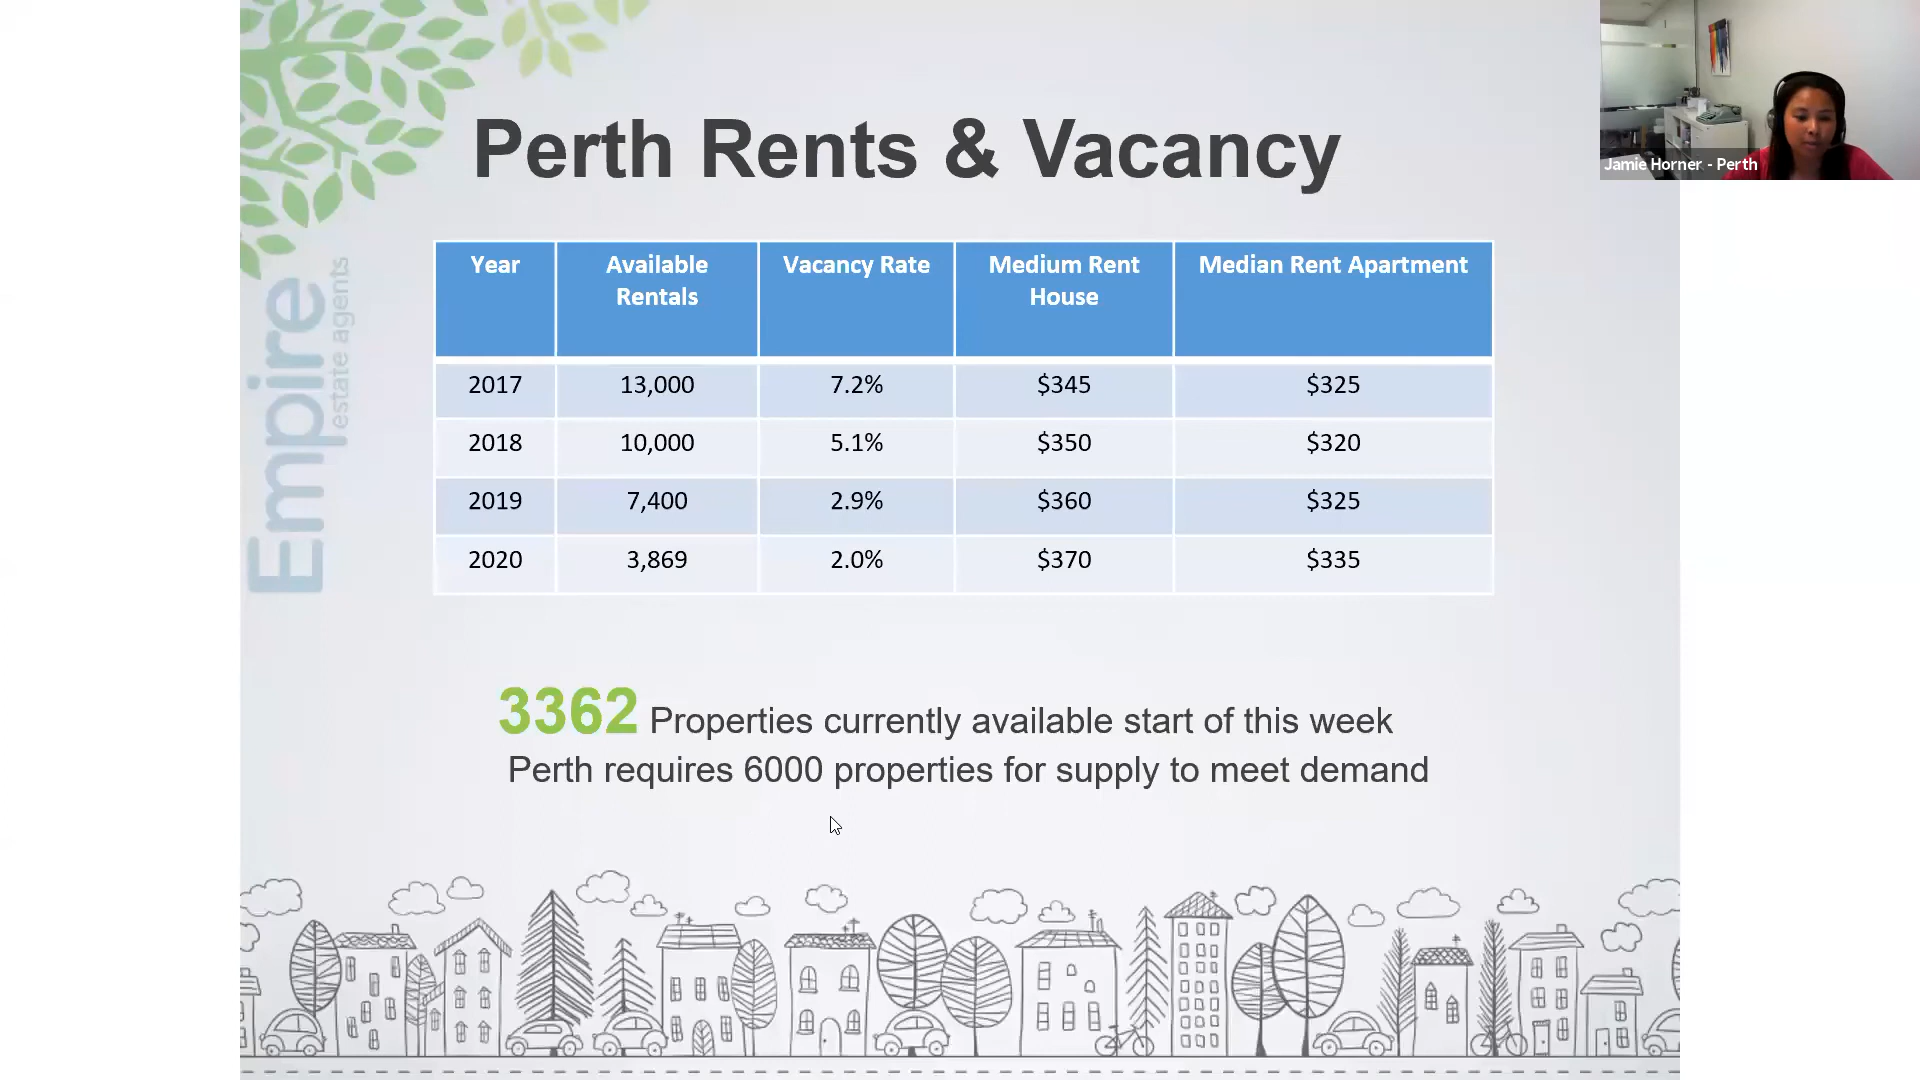 Perth Rents & Vacancy
Jamie Horner - Perth
Empire
estate agents
Year Available Vacancy Rate Medium Rent Median Rent Apartment
Rentals House
2017 13,000 7.2% $345 $325
2018 10,000 5.1% $350 $320
2019 7,400 2.9% $360 $325
2020 3,869 2.0% $370 $335
3362 Properties currently available start of this week
Perth requires 6000 properties for supply to meet demand